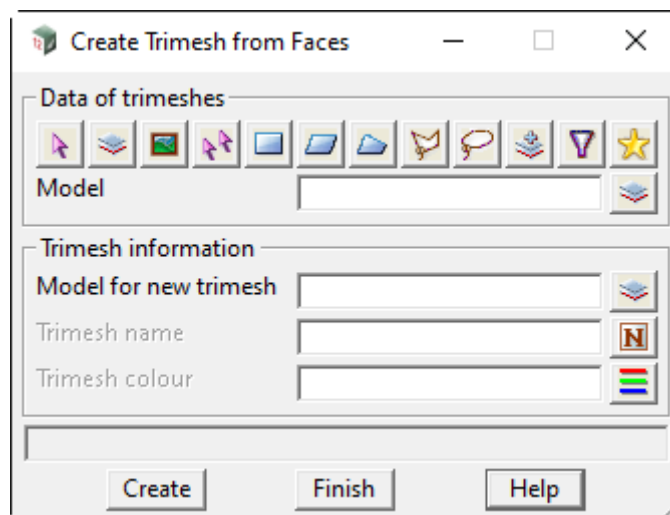 Create Trimesh from Faces
Data of trimeshes
Model
Trimesh information
Model for new trimesh
Trimesh name
N
Trimesh colour
Create Finish Help